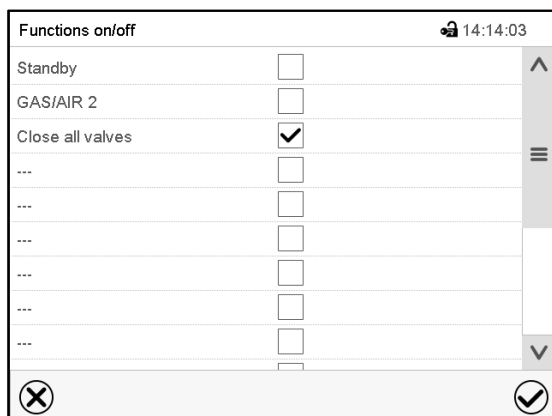 Functions on/off 14:14:03
Standby
GAS/AIR 2
Close all valves
---
---
---
---
---
---